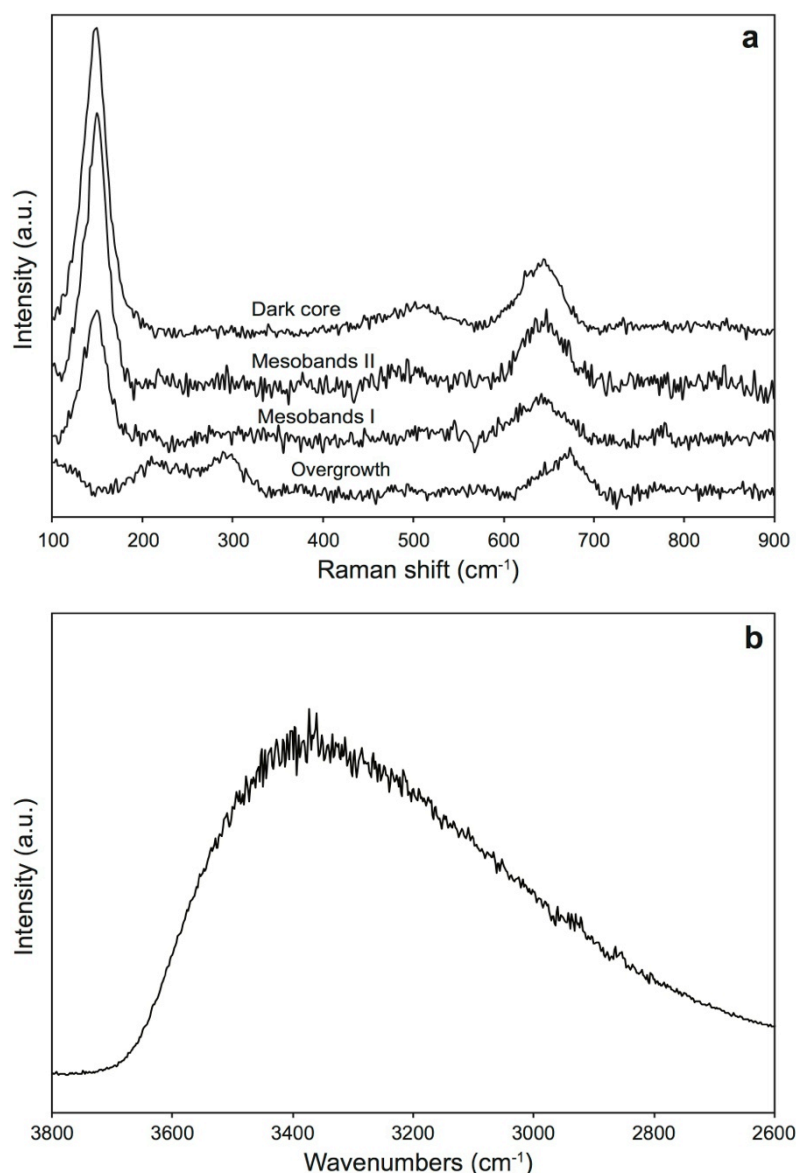 a
Intensity (a.u.)
Dark core
Mesobands II
Mesobands I
Overgrowth
100 200 300 400 500 600 700 800 900
Raman shift (cm⁻¹)
b
Intensity (a.u.)
3800 3600 3400 3200 3000 2800 2600
Wavenumbers (cm⁻¹)